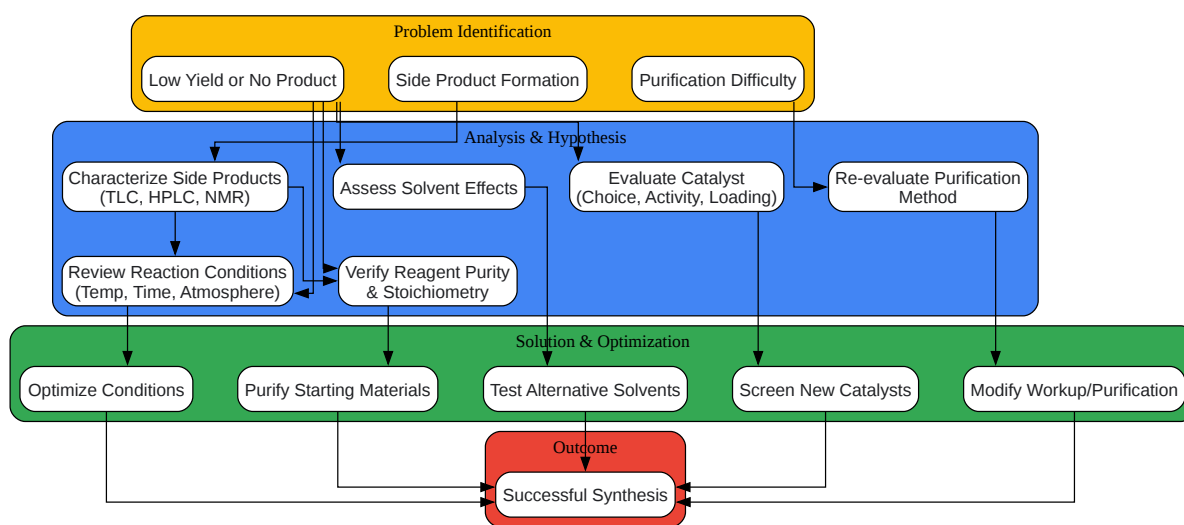 Problem Identification
Low Yield or No Product
Side Product Formation
Purification Difficulty
Analysis & Hypothesis
Characterize Side Products
(TLC, HPLC, NMR)
Assess Solvent Effects
Evaluate Catalyst
(Choice, Activity, Loading)
Re-evaluate Purification
Method
Review Reaction Conditions
(Temp, Time, Atmosphere)
Verify Reagent Purity
& Stoichiometry
Solution & Optimization
Optimize Conditions
Purify Starting Materials
Test Alternative Solvents
Screen New Catalysts
Modify Workup/Purification
Outcome
Successful Synthesis